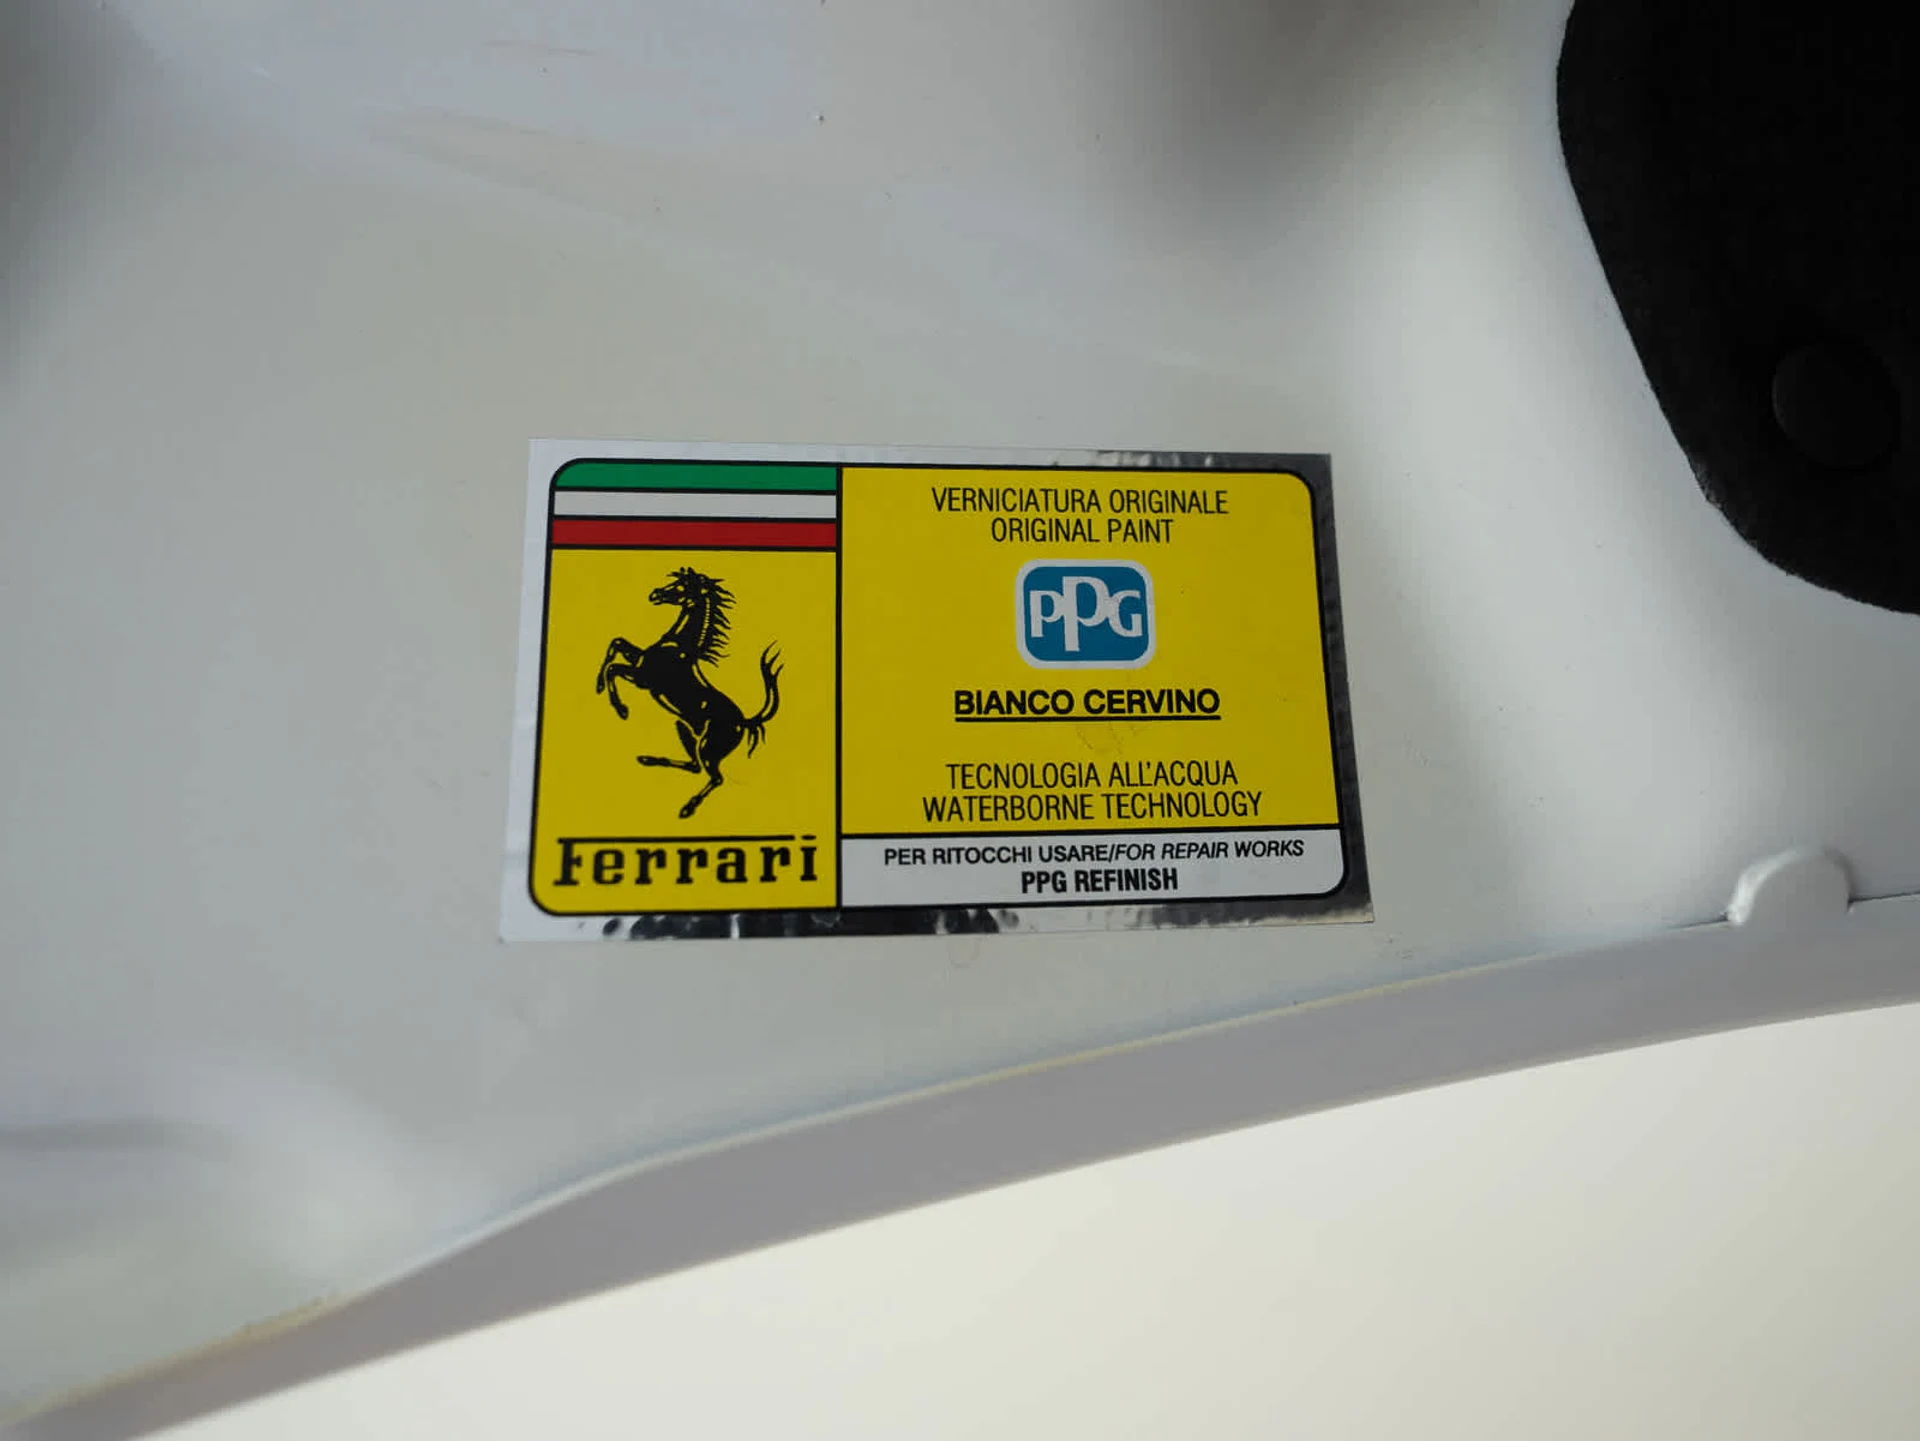 Ferrari
VERNICIATURA ORIGINALE
ORIGINAL PAINT
PPG
BIANCO CERVINO
TECNOLOGIA ALL'ACQUA
WATERBORNE TECHNOLOGY
PER RITOCCHI USARE/FOR REPAIR WORKS
PPG REFINISH